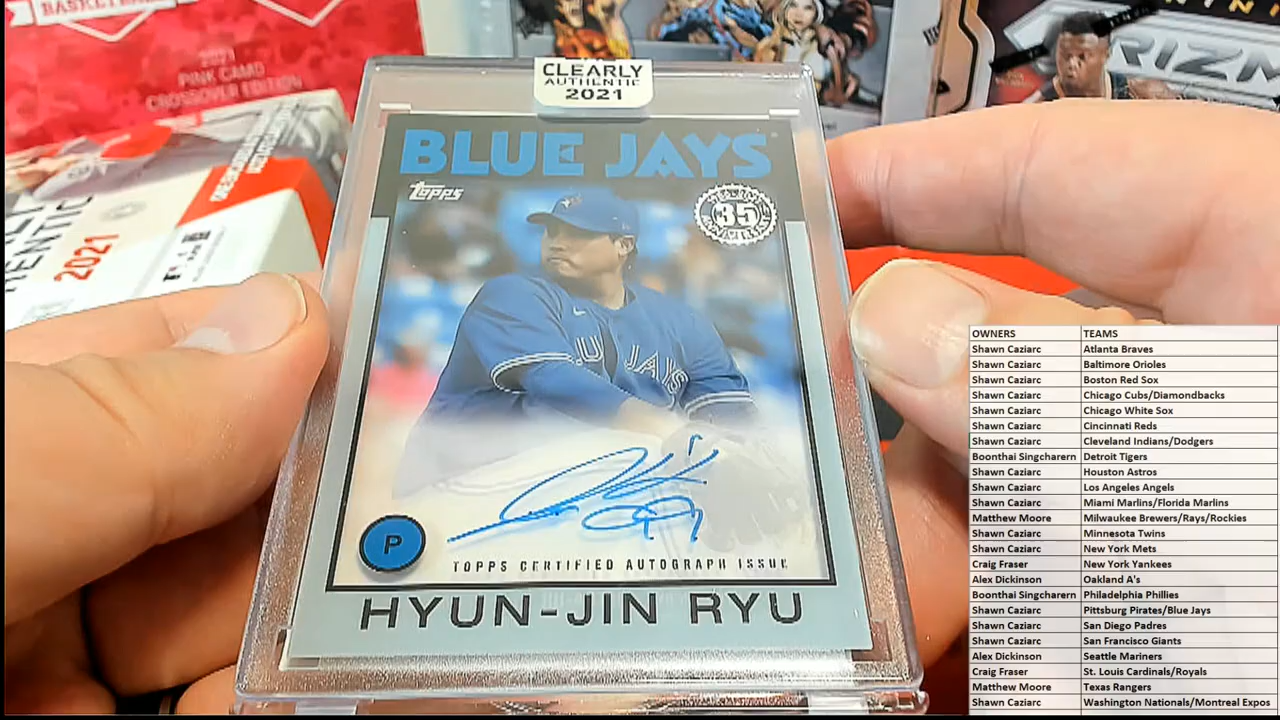 BASKETBALL
2021
PINK CAMO
CROSSOVER EDITION
PRIZM
2021
CLEARLY
AUTHENTIC
2021
BLUE JAYS
Topps
35
JAYS
P
TOPPS CERTIFIED AUTOGRAPH ISSUE
HYUN-JIN RYU
OWNERS TEAMS
Shawn Caziarc Atlanta Braves
Shawn Caziarc Baltimore Orioles
Shawn Caziarc Boston Red Sox
Shawn Caziarc Chicago Cubs/Diamondbacks
Shawn Caziarc Chicago White Sox
Shawn Caziarc Cincinnati Reds
Shawn Caziarc Cleveland Indians/Dodgers
Boonthai Singcharern Detroit Tigers
Shawn Caziarc Houston Astros
Shawn Caziarc Los Angeles Angels
Shawn Caziarc Miami Marlins/Florida Marlins
Matthew Moore Milwaukee Brewers/Rays/Rockies
Shawn Caziarc Minnesota Twins
Shawn Caziarc New York Mets
Craig Fraser New York Yankees
Alex Dickinson Oakland A's
Boonthai Singcharern Philadelphia Phillies
Shawn Caziarc Pittsburg Pirates/Blue Jays
Shawn Caziarc San Diego Padres
Shawn Caziarc San Francisco Giants
Alex Dickinson Seattle Mariners
Craig Fraser St. Louis Cardinals/Royals
Matthew Moore Texas Rangers
Shawn Caziarc Washington Nationals/Montreal Expos